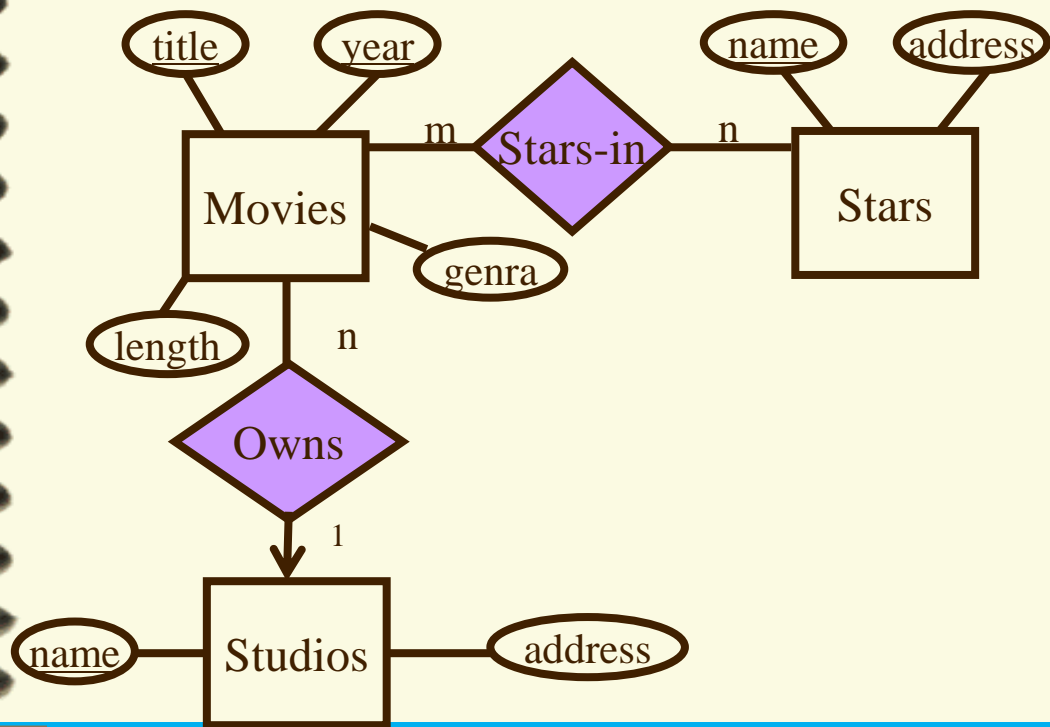 title
year
name
address
m
Stars-in
n
Movies
Stars
genra
length
n
Owns
1
name
Studios
address